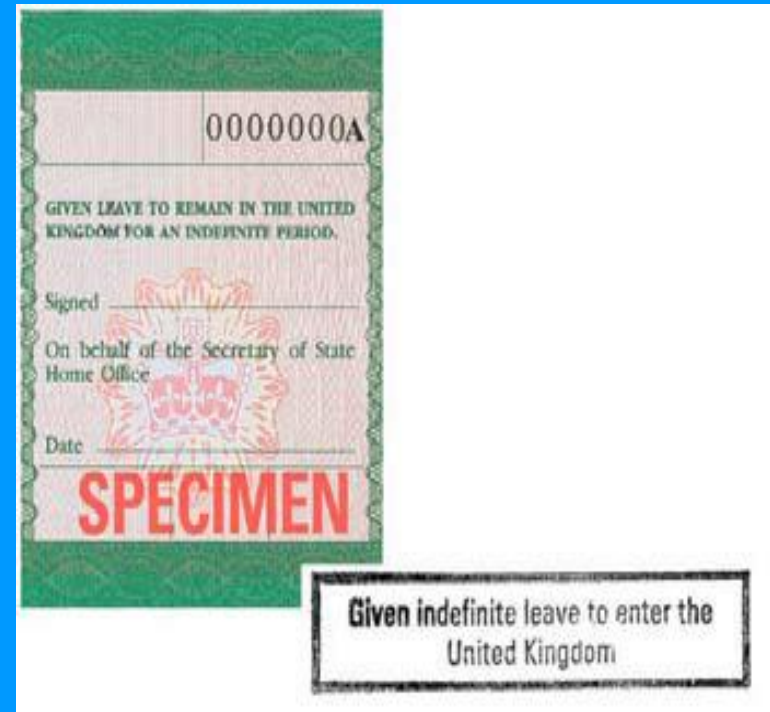 0000000A
GIVEN LEAVE TO REMAIN IN THE UNITED
KINGDOM FOR AN INDEFINITE PERIOD.
Signed
On behalf of the Secretary of State
Home Office
Date
SPECIMEN
Given indefinite leave to enter the
United Kingdom